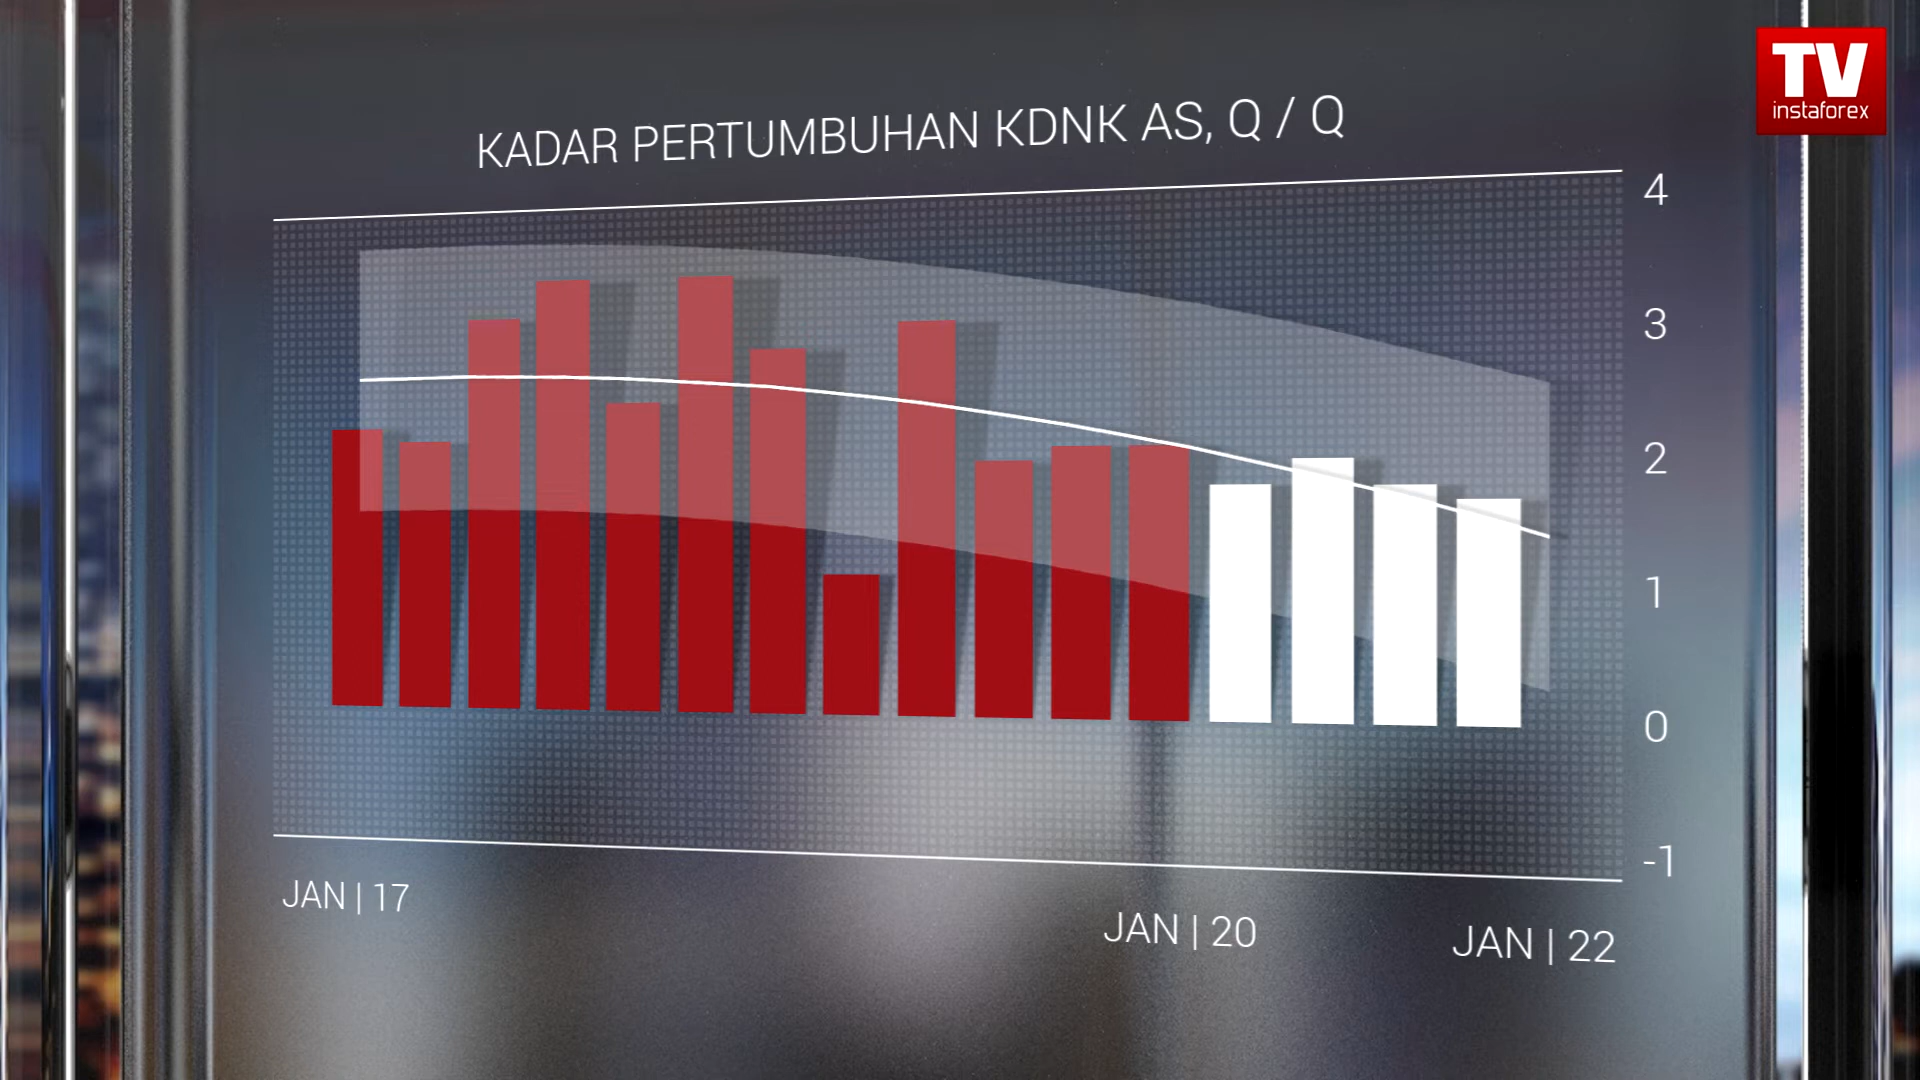 TV
instaforex
KADAR PERTUMBUHAN KDNK AS, Q / Q
4
3
2
1
0
-1
JAN | 17
JAN | 20
JAN | 22